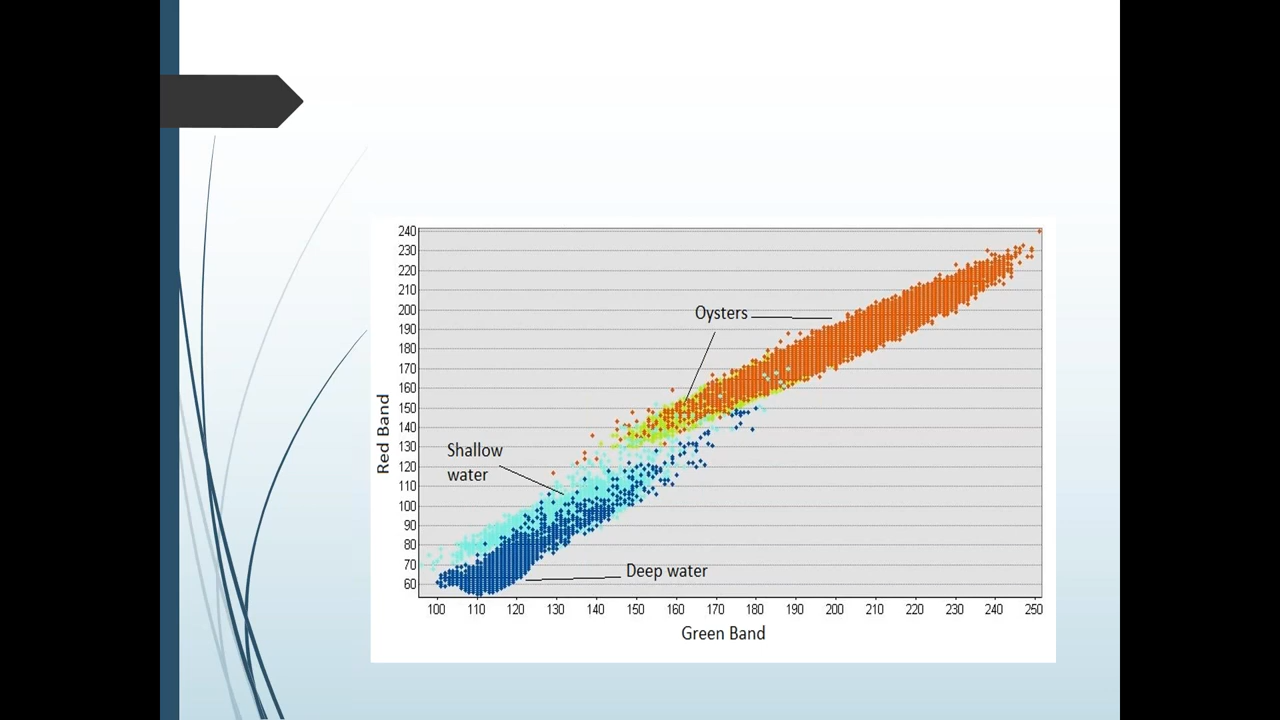 240
230
220
210
200
190
180
170
160
150
140
130
120
110
100
90
80
70
60
Red Band
Oysters
Shallow
water
Deep water
100 110 120 130 140 150 160 170 180 190 200 210 220 230 240 250
Green Band